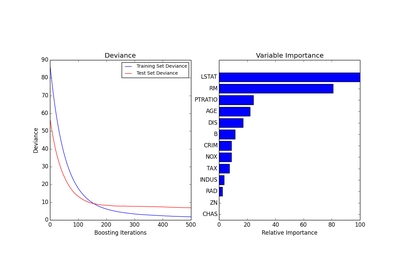 Deviance
Training Set Deviance
Test Set Deviance
90
80
70
60
50
40
30
20
10
0
Deviance
0 100 200 300 400 500
Boosting Iterations
Variable Importance
LSTAT
RM
PTRATIO
AGE
DIS
B
CRIM
NOX
TAX
INDUS
RAD
ZN
CHAS
0 20 40 60 80 100
Relative Importance